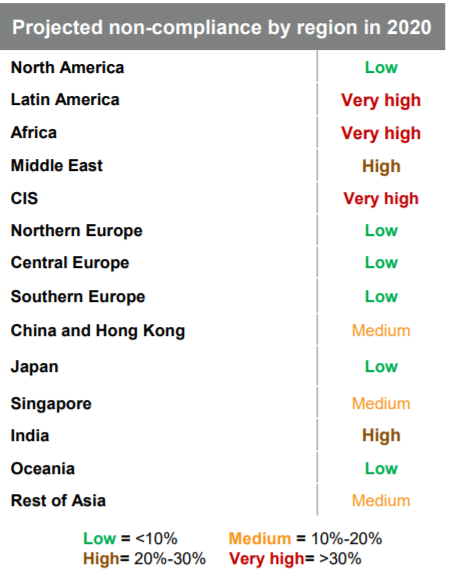 Projected non-compliance by region in 2020
North America Low
Latin America Very high
Africa Very high
Middle East High
CIS Very high
Northern Europe Low
Central Europe Low
Southern Europe Low
China and Hong Kong Medium
Japan Low
Singapore Medium
India High
Oceania Low
Rest of Asia Medium
Low = <10% Medium = 10%-20%
High= 20%-30% Very high= >30%